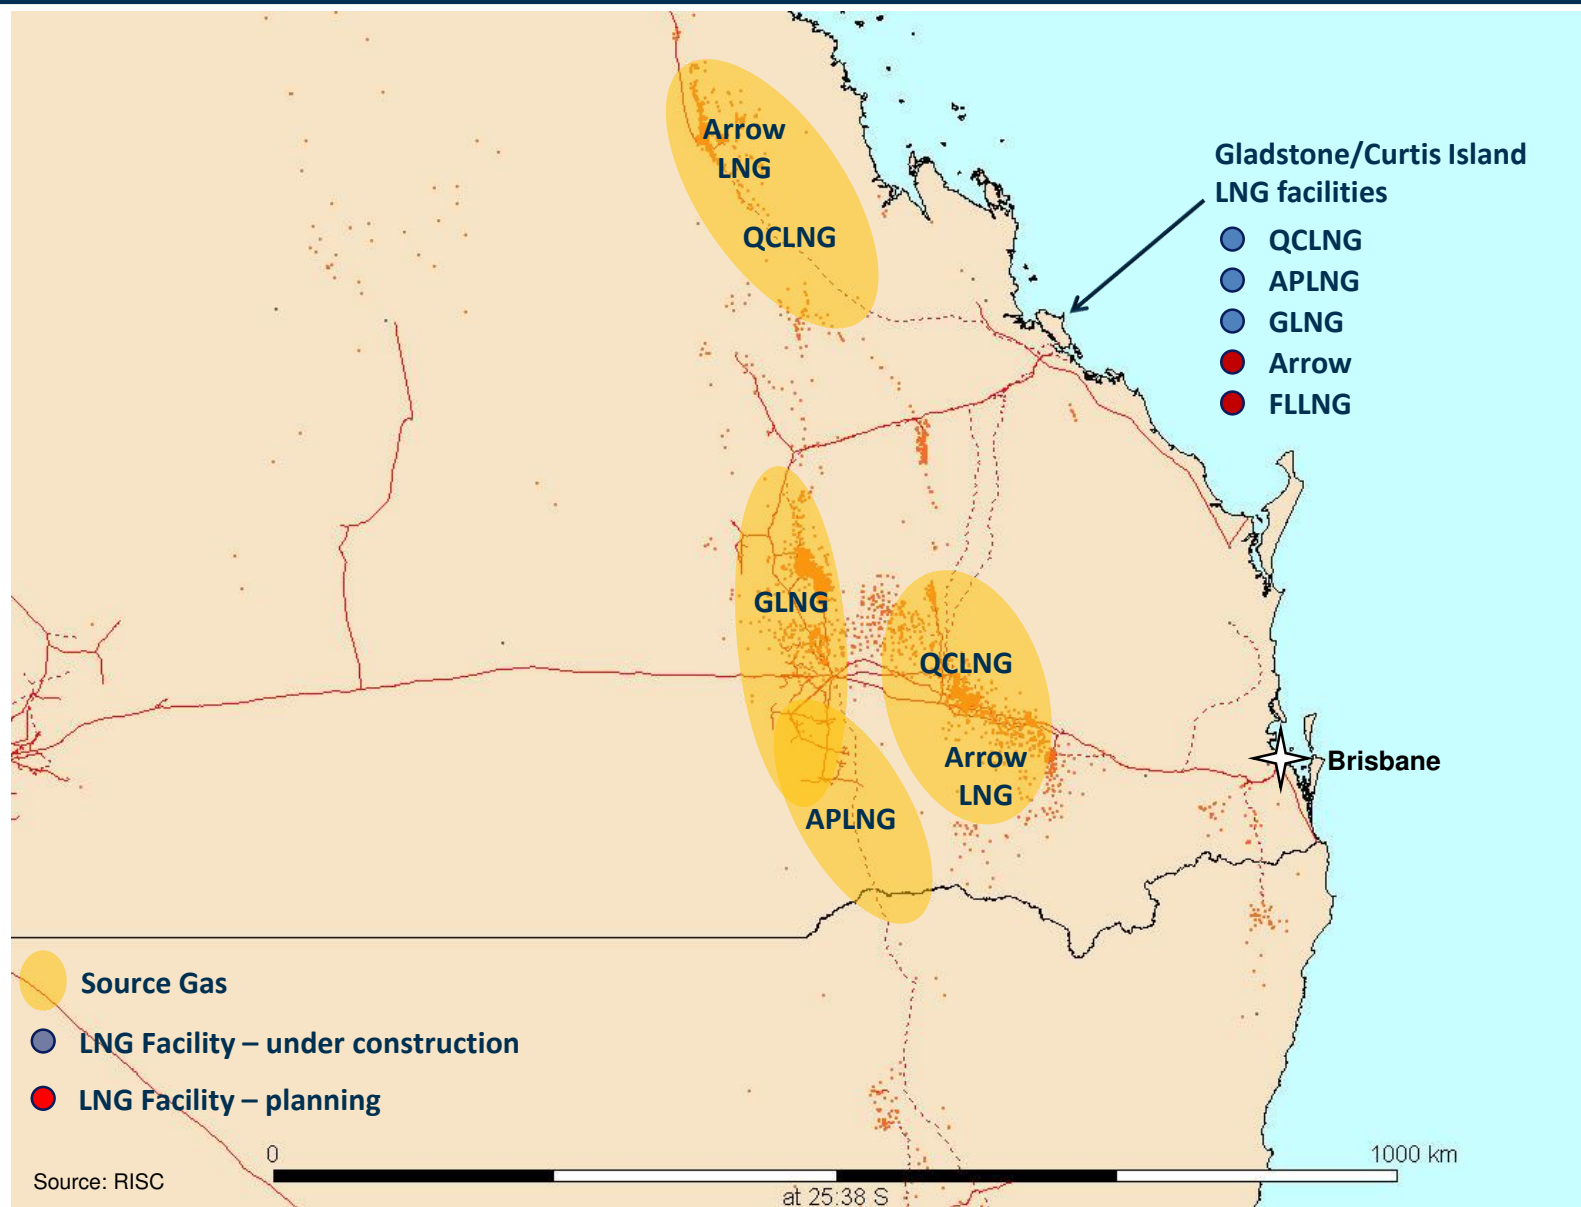 Arrow
LNG
QCLNG
Gladstone/Curtis Island
LNG facilities
QCLNG
APLNG
GLNG
Arrow
FLLNG
GLNG
QCLNG
Arrow
LNG
APLNG
Brisbane
Source Gas
LNG Facility – under construction
LNG Facility – planning
Source: RISC
0
1000 km
at 25:38 S